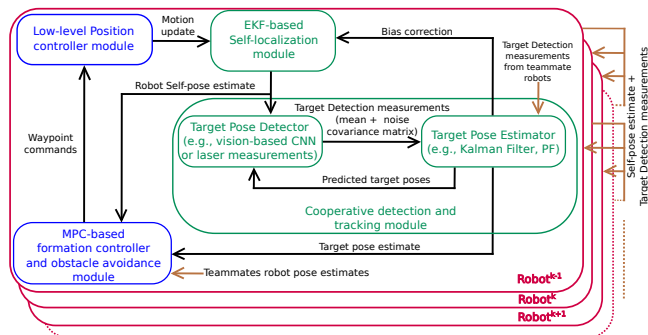 Low-level Position
controller module
Motion
update
EKF-based
Self-localization
module
Bias correction
Target Detection
measurements
from teammate
robots
Robot Self-pose estimate
Target Detection measurements
(mean + noise
covariance matrix)
Target Pose Detector
(e.g., vision-based CNN
or laser measurements)
Target Pose Estimator
(e.g., Kalman Filter, PF)
Waypoint
commands
Predicted target poses
Cooperative detection and
tracking module
MPC-based
formation controller
and obstacle avoidance
module
Target pose estimate
Teammates robot pose estimates
Robot^k-1
Robot^k
Robot^k+1
Self-pose estimate +
Target Detection measurements